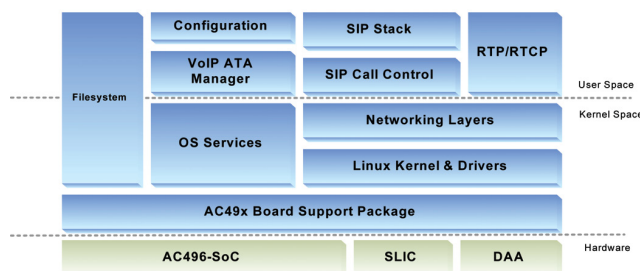 Configuration
SIP Stack
RTP/RTCP
VoIP ATA
Manager
SIP Call Control
Filesystem
User Space
Kernel Space
OS Services
Networking Layers
Linux Kernel & Drivers
AC49x Board Support Package
Hardware
AC496-SoC
SLIC
DAA